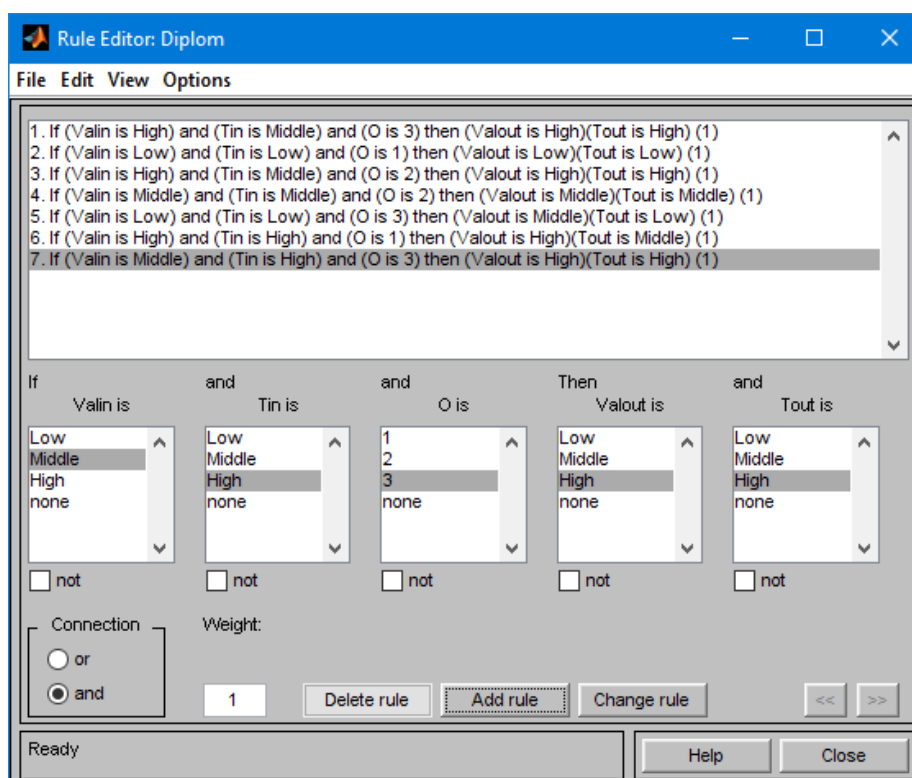 Rule Editor: Diplom
File Edit View Options
1. If (Valin is High) and (Tin is Middle) and (O is 3) then (Valout is High)(Tout is High) (1)
2. If (Valin is Low) and (Tin is Low) and (O is 1) then (Valout is Low)(Tout is Low) (1)
3. If (Valin is High) and (Tin is Middle) and (O is 2) then (Valout is High)(Tout is High) (1)
4. If (Valin is Middle) and (Tin is Middle) and (O is 2) then (Valout is Middle)(Tout is Middle) (1)
5. If (Valin is Low) and (Tin is Low) and (O is 3) then (Valout is Middle)(Tout is Low) (1)
6. If (Valin is High) and (Tin is High) and (O is 1) then (Valout is High)(Tout is Middle) (1)
7. If (Valin is Middle) and (Tin is High) and (O is 3) then (Valout is High)(Tout is High) (1)
If and and Then and
Valin is Tin is O is Valout is Tout is
Low Low 1 Low Low
Middle Middle 2 Middle Middle
High High 3 High High
none none none none none
not not not not not
Connection Weight:
or
and 1 Delete rule Add rule Change rule << >>
Ready Help Close